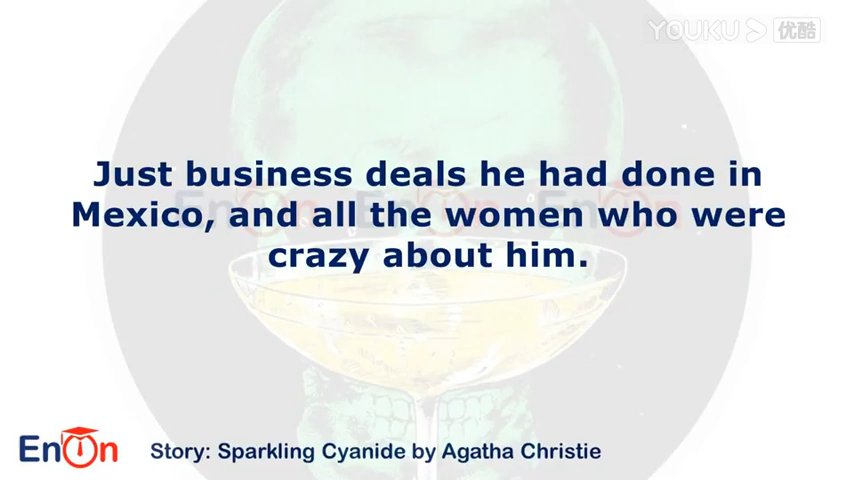 YOUKU 优酷
Just business deals he had done in
Mexico, and all the women who were
crazy about him.
EnOn
Story: Sparkling Cyanide by Agatha Christie